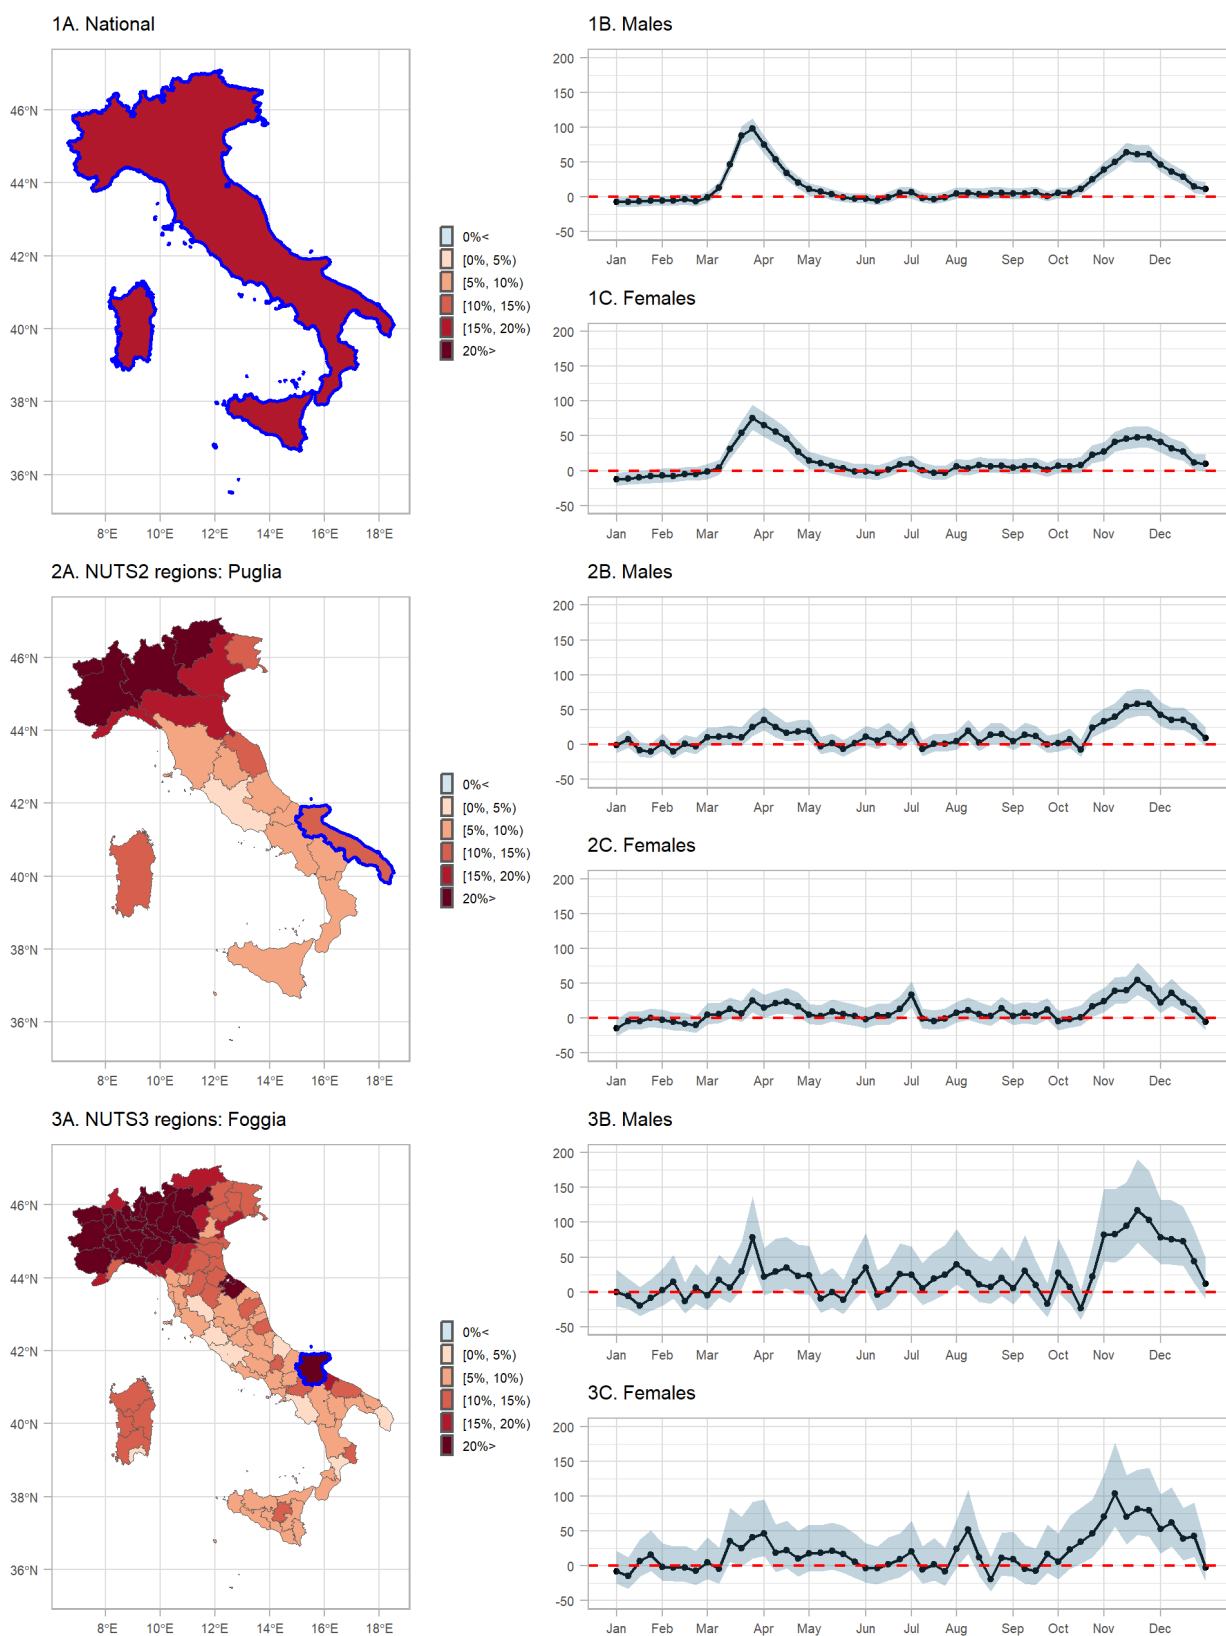 1A. National
46°N
44°N
42°N
40°N
38°N
36°N
8°E 10°E 12°E 14°E 16°E 18°E
0%<
[0%, 5%)
[5%, 10%)
[10%, 15%)
[15%, 20%)
20%>
1B. Males
200
150
100
50
0
-50
Jan Feb Mar Apr May Jun Jul Aug Sep Oct Nov Dec
1C. Females
200
150
100
50
0
-50
Jan Feb Mar Apr May Jun Jul Aug Sep Oct Nov Dec
2A. NUTS2 regions: Puglia
46°N
44°N
42°N
40°N
38°N
36°N
8°E 10°E 12°E 14°E 16°E 18°E
0%<
[0%, 5%)
[5%, 10%)
[10%, 15%)
[15%, 20%)
20%>
2B. Males
200
150
100
50
0
-50
Jan Feb Mar Apr May Jun Jul Aug Sep Oct Nov Dec
2C. Females
200
150
100
50
0
-50
Jan Feb Mar Apr May Jun Jul Aug Sep Oct Nov Dec
3A. NUTS3 regions: Foggia
46°N
44°N
42°N
40°N
38°N
36°N
8°E 10°E 12°E 14°E 16°E 18°E
0%<
[0%, 5%)
[5%, 10%)
[10%, 15%)
[15%, 20%)
20%>
3B. Males
200
150
100
50
0
-50
Jan Feb Mar Apr May Jun Jul Aug Sep Oct Nov Dec
3C. Females
200
150
100
50
0
-50
Jan Feb Mar Apr May Jun Jul Aug Sep Oct Nov Dec